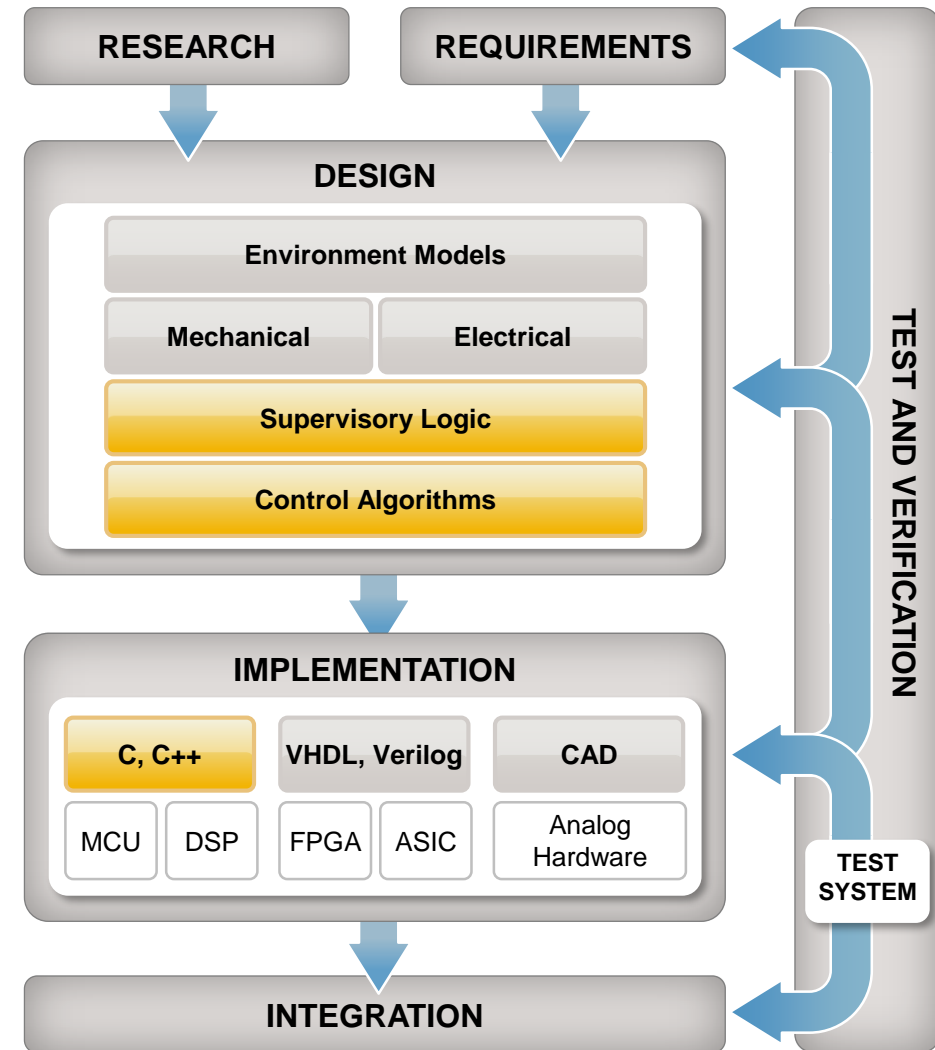 RESEARCH
REQUIREMENTS
DESIGN
Environment Models
Mechanical
Electrical
Supervisory Logic
Control Algorithms
IMPLEMENTATION
C, C++
VHDL, Verilog
CAD
MCU
DSP
FPGA
ASIC
Analog
Hardware
INTEGRATION
TEST AND VERIFICATION
TEST
SYSTEM